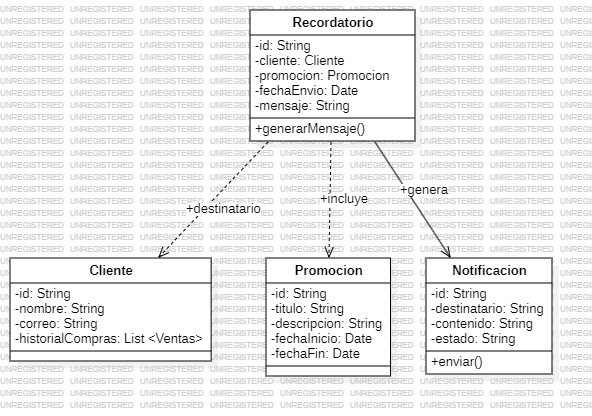 Recordatorio
-id: String
-cliente: Cliente
-promocion: Promocion
-fechaEnvio: Date
-mensaje: String
+generarMensaje()
+destinatario
+incluye
+genera
Cliente
-id: String
-nombre: String
-correo: String
-historialCompras: List <Ventas>
Promocion
-id: String
-titulo: String
-descripcion: String
-fechaInicio: Date
-fechaFin: Date
Notificacion
-id: String
-destinatario: String
-contenido: String
-estado: String
+enviar()
UNREGISTERED